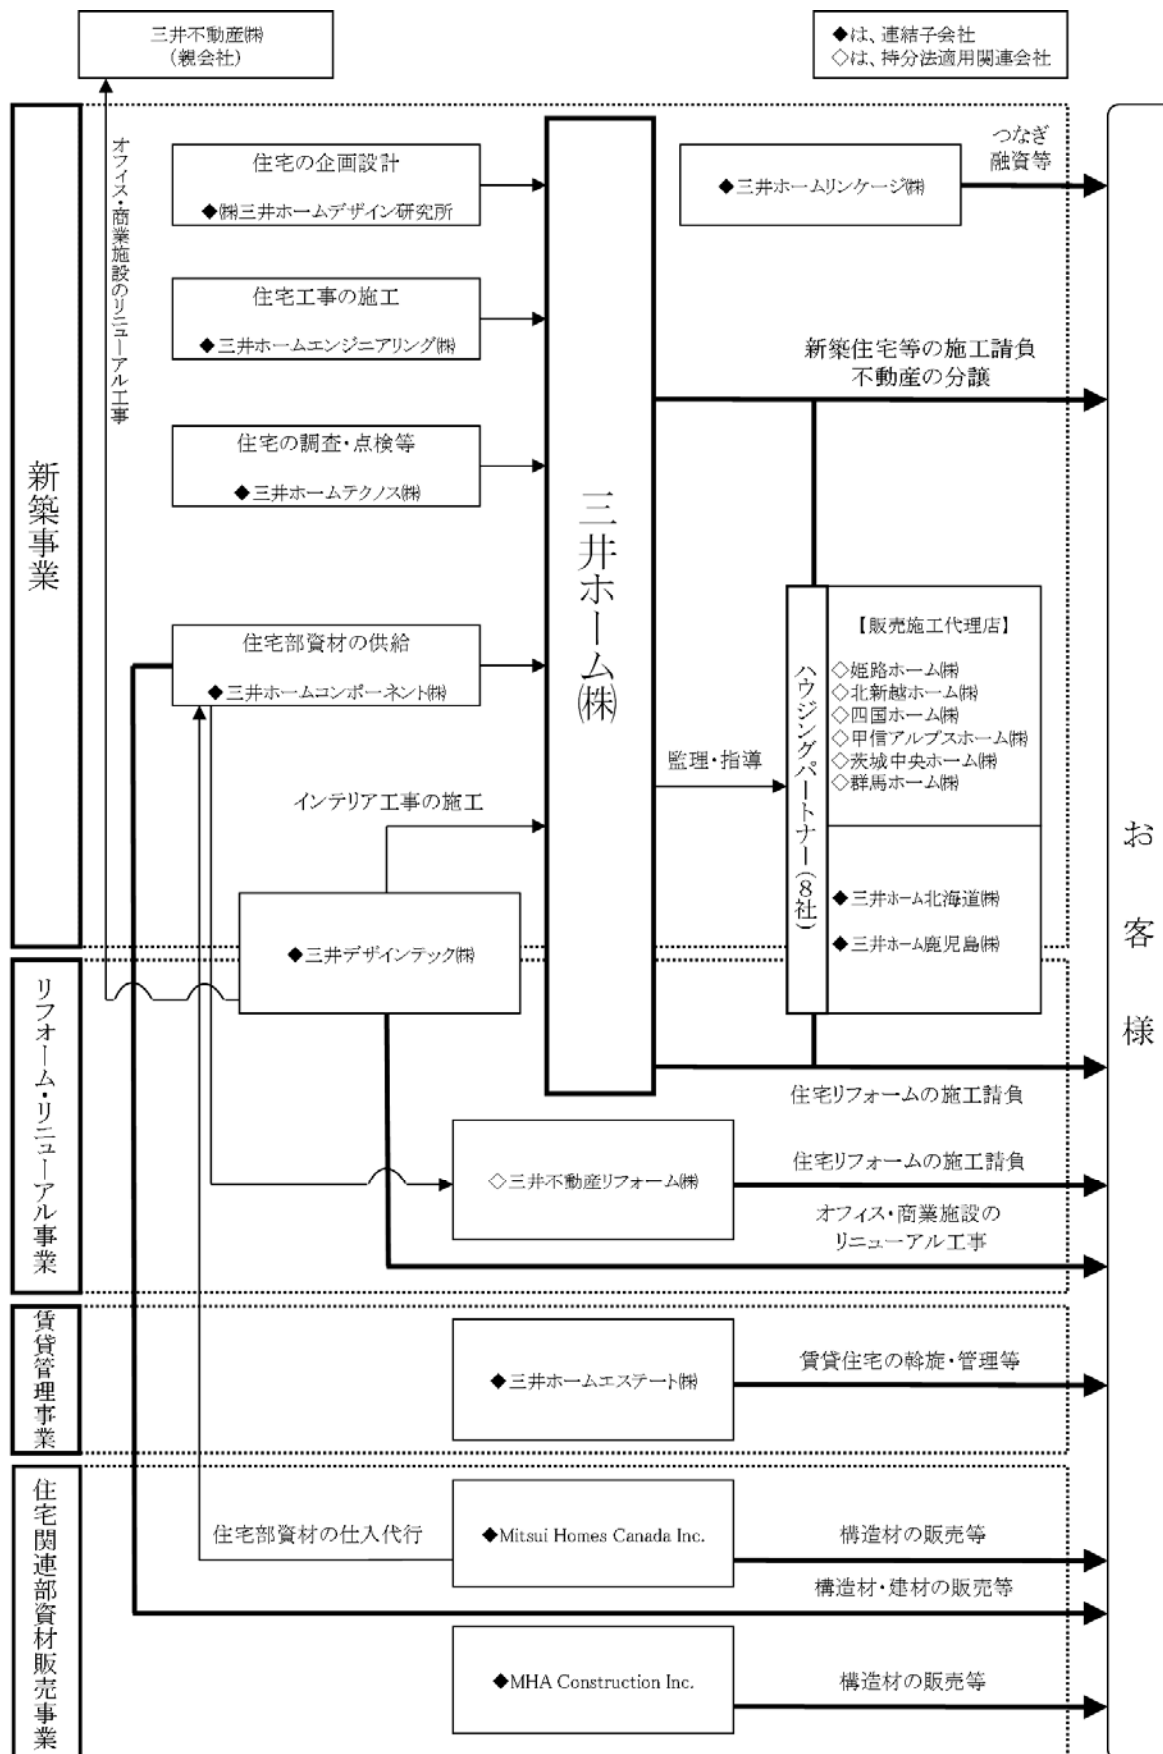 三井不動産㈱
(親会社)
◆は、連結子会社
◇は、持分法適用関連会社
新築事業
オフィス・商業施設のリニューアル工事
住宅の企画設計
◆㈱三井ホームデザイン研究所
住宅工事の施工
◆三井ホームエンジニアリング㈱
住宅の調査・点検等
◆三井ホームテクノス㈱
住宅部資材の供給
◆三井ホームコンポーネント㈱
インテリア工事の施工
◆三井デザインテック㈱
三井ホーム㈱
◆三井ホームリンケージ㈱
つなぎ
融資等
新築住宅等の施工請負
不動産の分譲
監理・指導
ハウジングパートナー(8社)
【販売施工代理店】
◇姫路ホーム㈱
◇北新越ホーム㈱
◇四国ホーム㈱
◇甲信アルプスホーム㈱
◇茨城中央ホーム㈱
◇群馬ホーム㈱
◆三井ホーム北海道㈱
◆三井ホーム鹿児島㈱
お客様
リフォーム・リニューアル事業
住宅リフォームの施工請負
◇三井不動産リフォーム㈱
住宅リフォームの施工請負
オフィス・商業施設の
リニューアル工事
賃貸管理事業
◆三井ホームエステート㈱
賃貸住宅の斡旋・管理等
住宅関連部資材販売事業
住宅部資材の仕入代行
◆Mitsui Homes Canada Inc.
構造材の販売等
構造材・建材の販売等
◆MHA Construction Inc.
構造材の販売等